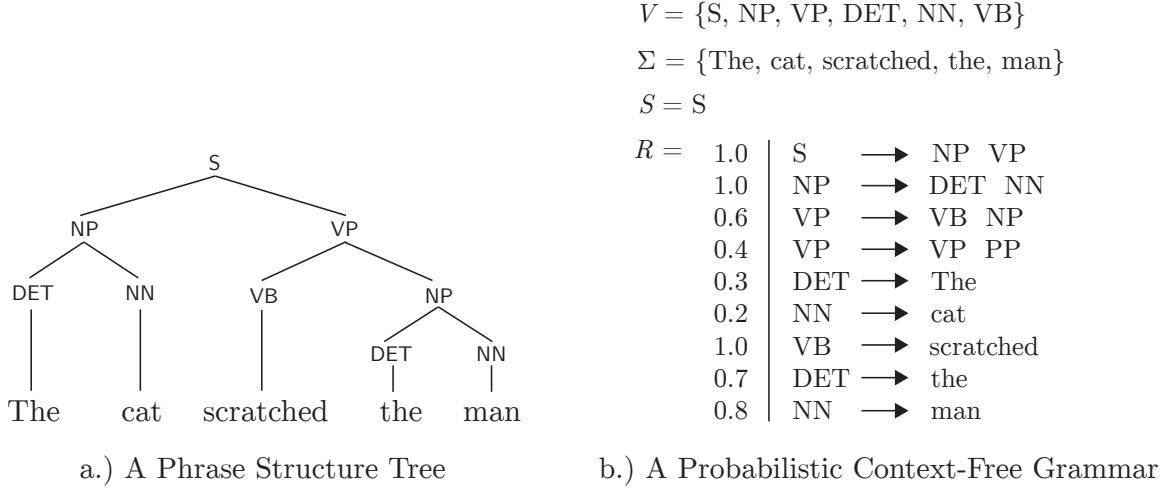 S
NP VP
DET NN VB NP
DET NN
The cat scratched the man
a.) A Phrase Structure Tree
V = {S, NP, VP, DET, NN, VB}
Σ = {The, cat, scratched, the, man}
S = S
R = 1.0 S → NP VP
1.0 NP → DET NN
0.6 VP → VB NP
0.4 VP → VP PP
0.3 DET → The
0.2 NN → cat
1.0 VB → scratched
0.7 DET → the
0.8 NN → man
b.) A Probabilistic Context-Free Grammar